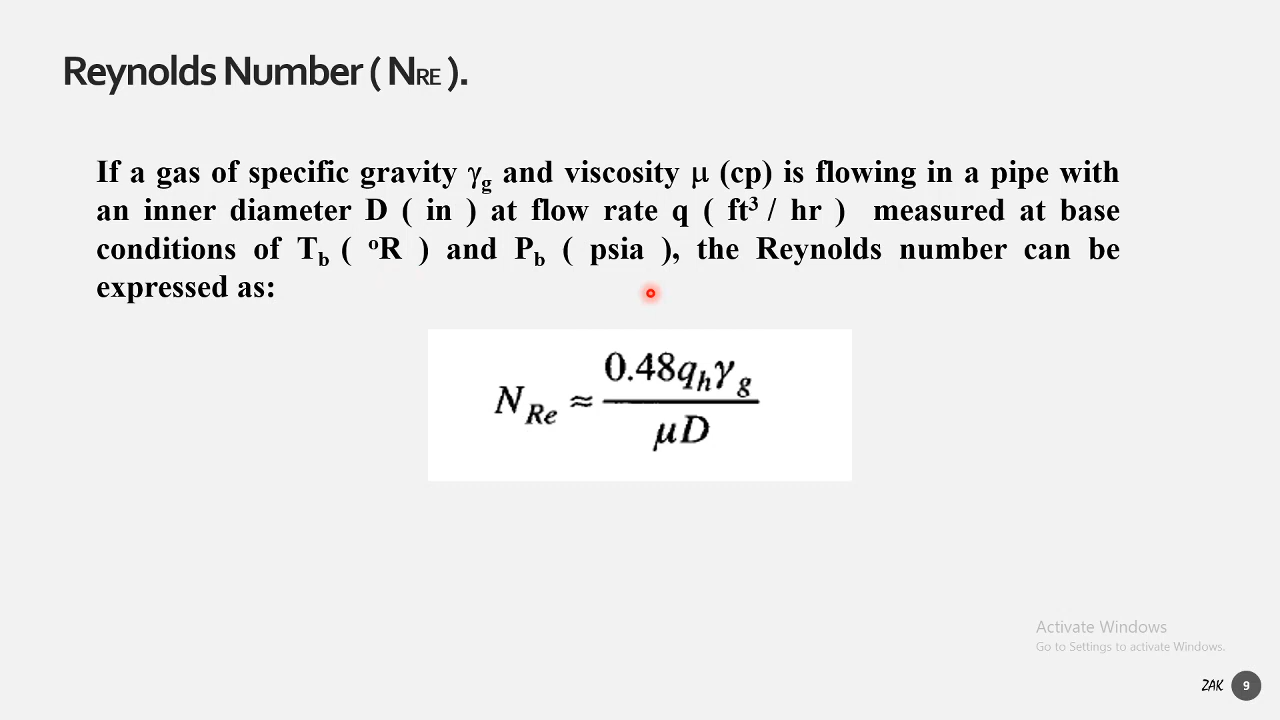 Reynolds Number ( NRE ).
If a gas of specific gravity γg and viscosity μ (cp) is flowing in a pipe with
an inner diameter D ( in ) at flow rate q ( ft³ / hr ) measured at base
conditions of Tb ( ºR ) and Pb ( psia ), the Reynolds number can be
expressed as:
N Re ≈ 0.48qhγg / μD
Activate Windows
Go to Settings to activate Windows.
ZAK 9